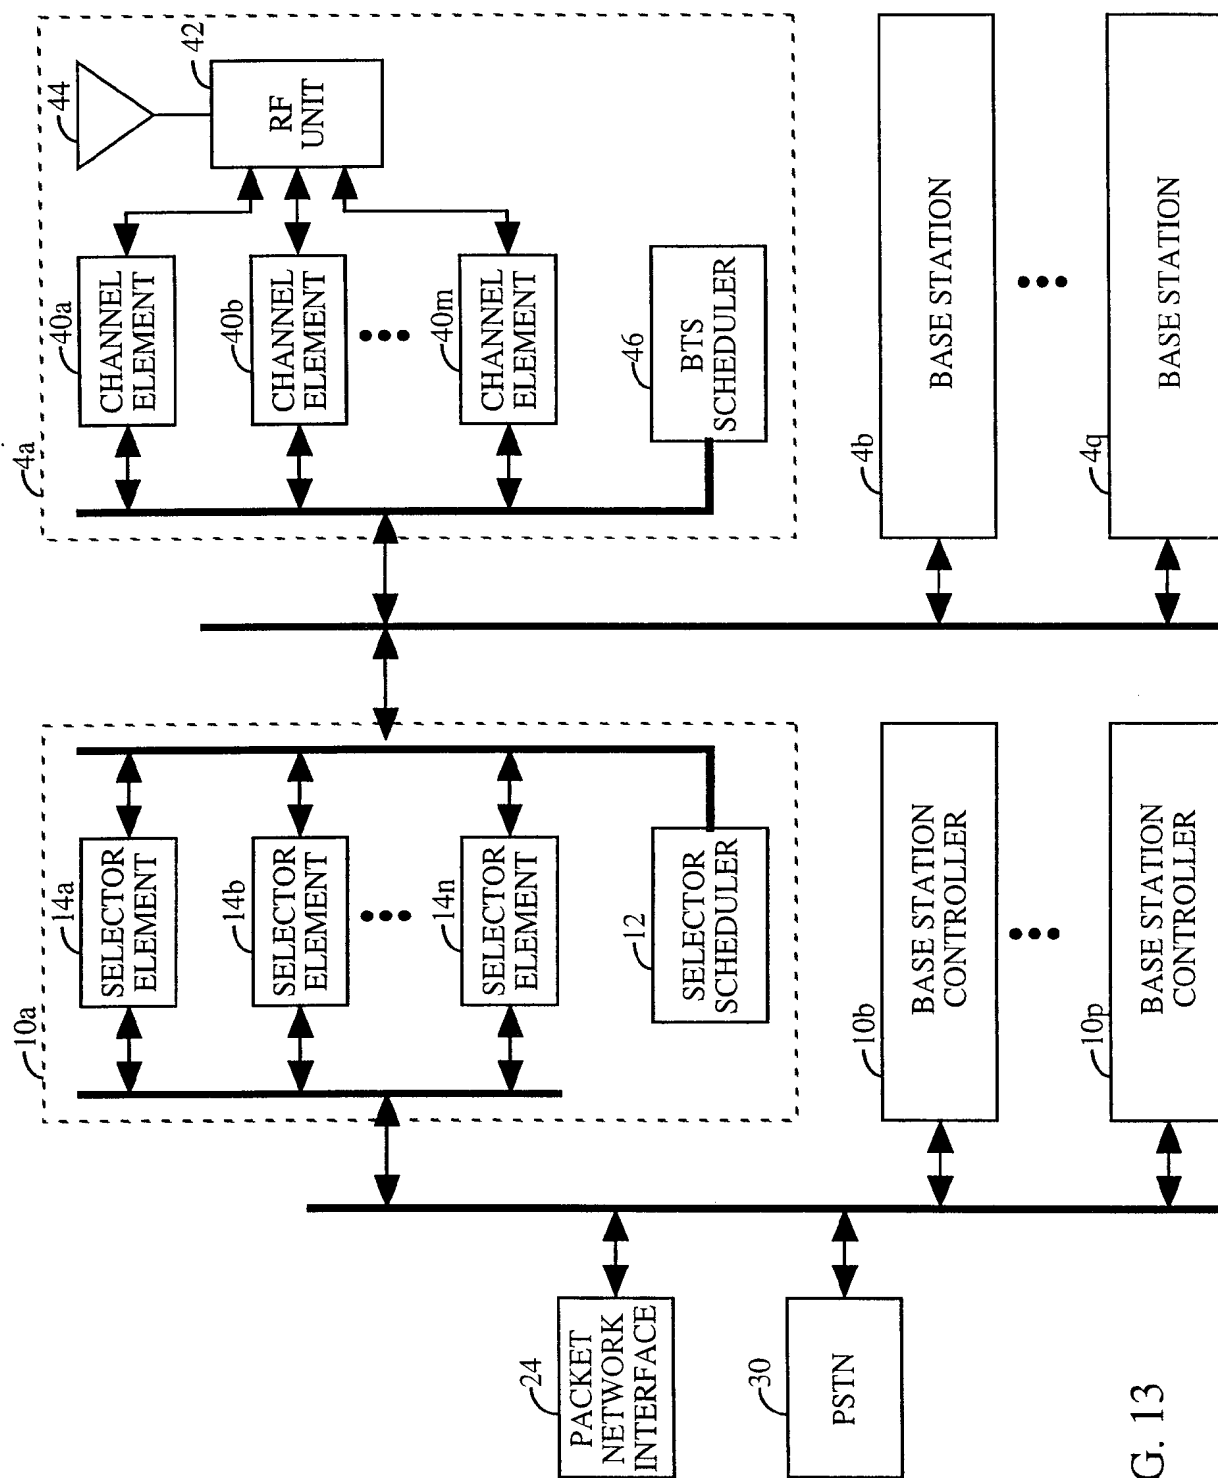 44
42
RF
UNIT
4a
40a
CHANNEL
ELEMENT
40b
CHANNEL
ELEMENT
40m
CHANNEL
ELEMENT
46
BTS
SCHEDULER
4b
BASE STATION
4q
BASE STATION
10a
14a
SELECTOR
ELEMENT
14b
SELECTOR
ELEMENT
14n
SELECTOR
ELEMENT
12
SELECTOR
SCHEDULER
10b
BASE STATION
CONTROLLER
10p
BASE STATION
CONTROLLER
24
PACKET
NETWORK
INTERFACE
30
PSTN
G. 13